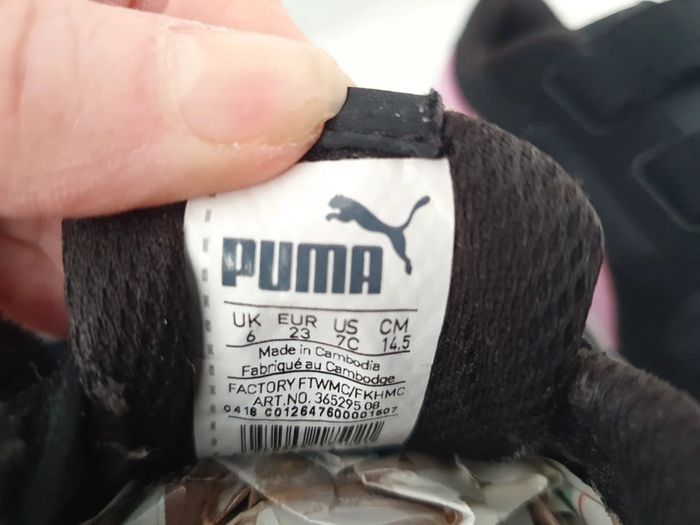 PUMA
UK EUR US CM
6 23 7C 14.5
Made in Cambodia
Fabriqué au Cambodge
FACTORY FTWMC/FKHMC
ART.NO. 365295 08
0418 C0126476000001607